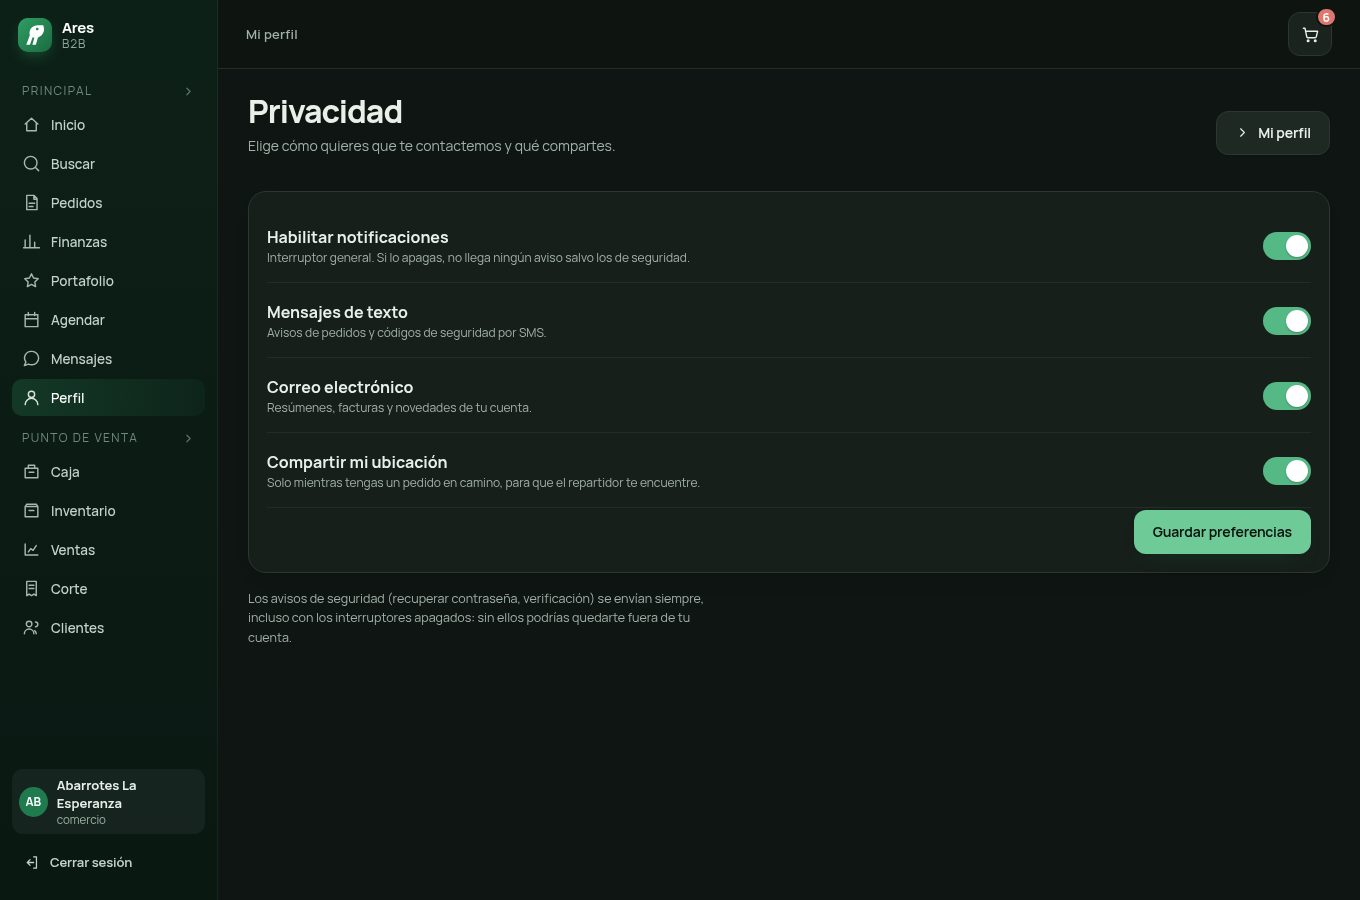 Ares
B2B
PRINCIPAL
Inicio
Buscar
Pedidos
Finanzas
Portafolio
Agendar
Mensajes
Perfil
PUNTO DE VENTA
Caja
Inventario
Ventas
Corte
Clientes
AB
Abarrotes La
Esperanza
comercio
Cerrar sesión
Mi perfil
6
Privacidad
Elige cómo quieres que te contactemos y qué compartes.
Mi perfil
Habilitar notificaciones
Interruptor general. Si lo apagas, no llega ningún aviso salvo los de seguridad.
Mensajes de texto
Avisos de pedidos y códigos de seguridad por SMS.
Correo electrónico
Resúmenes, facturas y novedades de tu cuenta.
Compartir mi ubicación
Solo mientras tengas un pedido en camino, para que el repartidor te encuentre.
Guardar preferencias
Los avisos de seguridad (recuperar contraseña, verificación) se envían siempre,
incluso con los interruptores apagados: sin ellos podrías quedarte fuera de tu
cuenta.